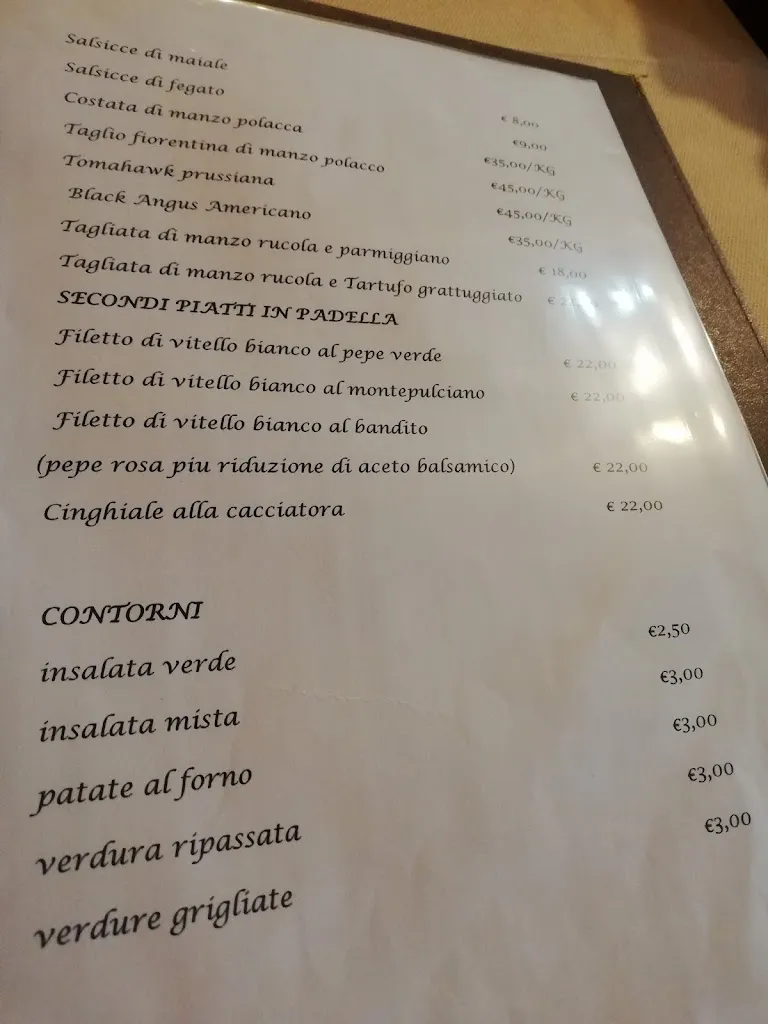 Salsicce di maiale € 8,00
Salsicce di fegato €9,00
Costata di manzo polacca €35,00/KG
Taglio fiorentina di manzo polacco €45,00/KG
Tomahawk prussiana €45,00/KG
Black Angus Americano €35,00/KG
Tagliata di manzo rucola e parmiggiano € 18,00
Tagliata di manzo rucola e Tartufo grattuggiato €
SECONDI PIATTI IN PADELLA
Filetto di vitello bianco al pepe verde € 22,00
Filetto di vitello bianco al montepulciano € 22,00
Filetto di vitello bianco al bandito
(pepe rosa piu riduzione di aceto balsamico) € 22,00
Cinghiale alla cacciatora € 22,00
CONTORNI
insalata verde €2,50
insalata mista €3,00
patate al forno €3,00
verdura ripassata €3,00
verdure grigliate €3,00